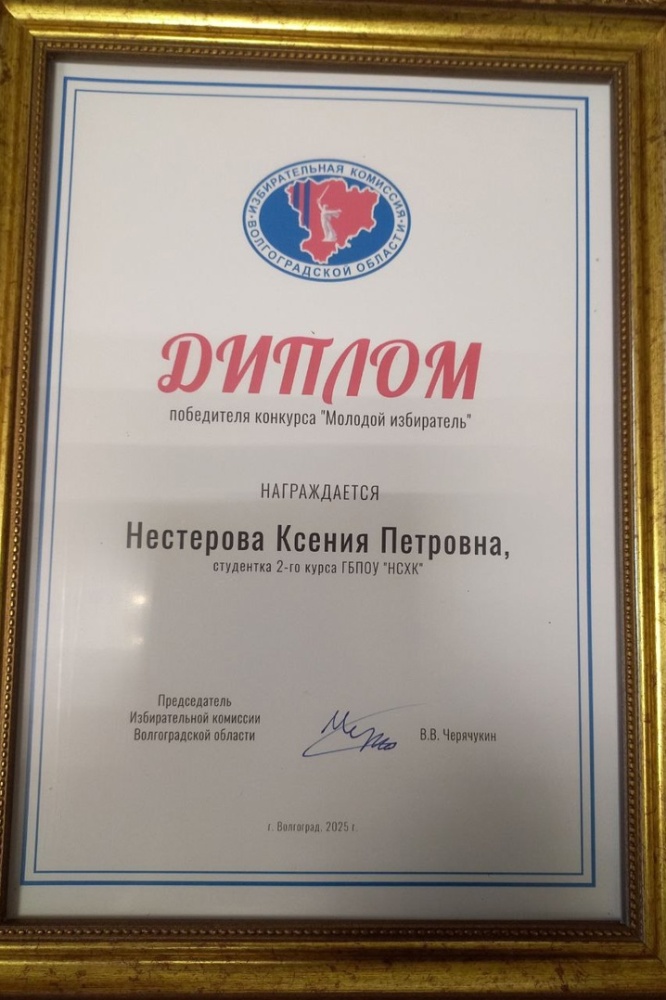 ИЗБИРАТЕЛЬНАЯ КОМИССИЯ
ВОЛГОГРАДСКОЙ ОБЛАСТИ
ДИПЛОМ
победителя конкурса "Молодой избиратель"
НАГРАЖДАЕТСЯ
Нестерова Ксения Петровна,
студентка 2-го курса ГБПОУ "НСХК"
Председатель
Избирательной комиссии
Волгоградской области
В.В. Черячукин
г. Волгоград, 2025 г.